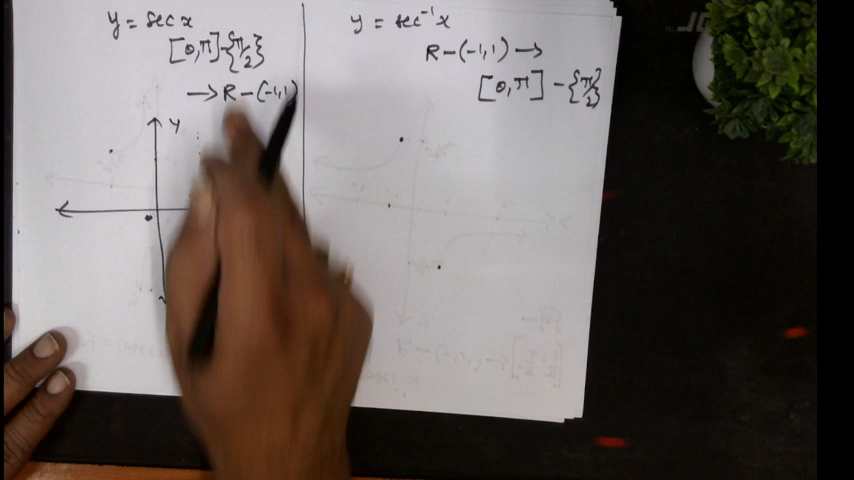 y = sec x
[0,π]-{π/2}
→ R-(-1,1)
Y
y = sec⁻¹ x
R-(-1,1) →
[0,π] - {π/2}